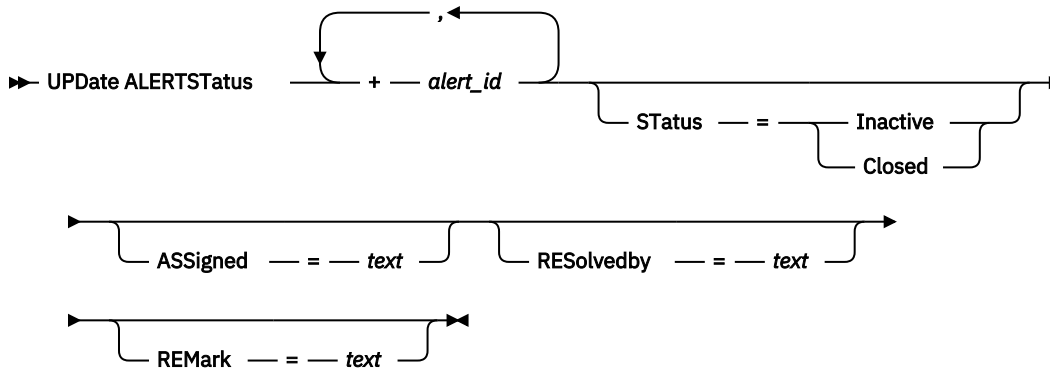 ,
UPDate ALERTSTatus + alert_id
STatus = Inactive
Closed
ASSigned = text RESolvedby = text
REMark = text